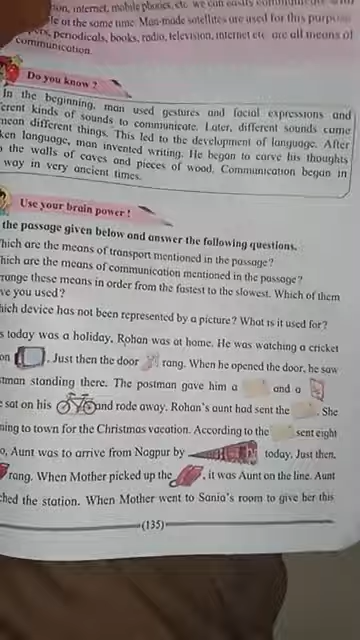 internet, mobile phones, etc. we can easily
at the same time. Man-made satellites are used for this
periodicals, books, radio, television, internet etc. are all means of
communication.
Do you know ?
In the beginning, man used gestures and facial expressions and
erent kinds of sounds to communicate. Later, different sounds came
mean different things. This led to the development of language. After
ken language, man invented writing. He began to carve his thoughts
the walls of caves and pieces of wood. Communication began in
way in very ancient times.
Use your brain power !
the passage given below and answer the following questions.
hich are the means of transport mentioned in the passage?
hich are the means of communication mentioned in the passage?
range these means in order from the fastest to the slowest. Which of them
ve you used?
hich device has not been represented by a picture? What is it used for?
s today was a holiday, Rohan was at home. He was watching a cricket
on . Just then the door rang. When he opened the door, he saw
stman standing there. The postman gave him a and a
sat on his and rode away. Rohan's aunt had sent the . She
ming to town for the Christmas vacation. According to the sent eight
o, Aunt was to arrive from Nagpur by today. Just then,
rang. When Mother picked up the , it was Aunt on the line. Aunt
ched the station. When Mother went to Sania's room to give her this
(135)